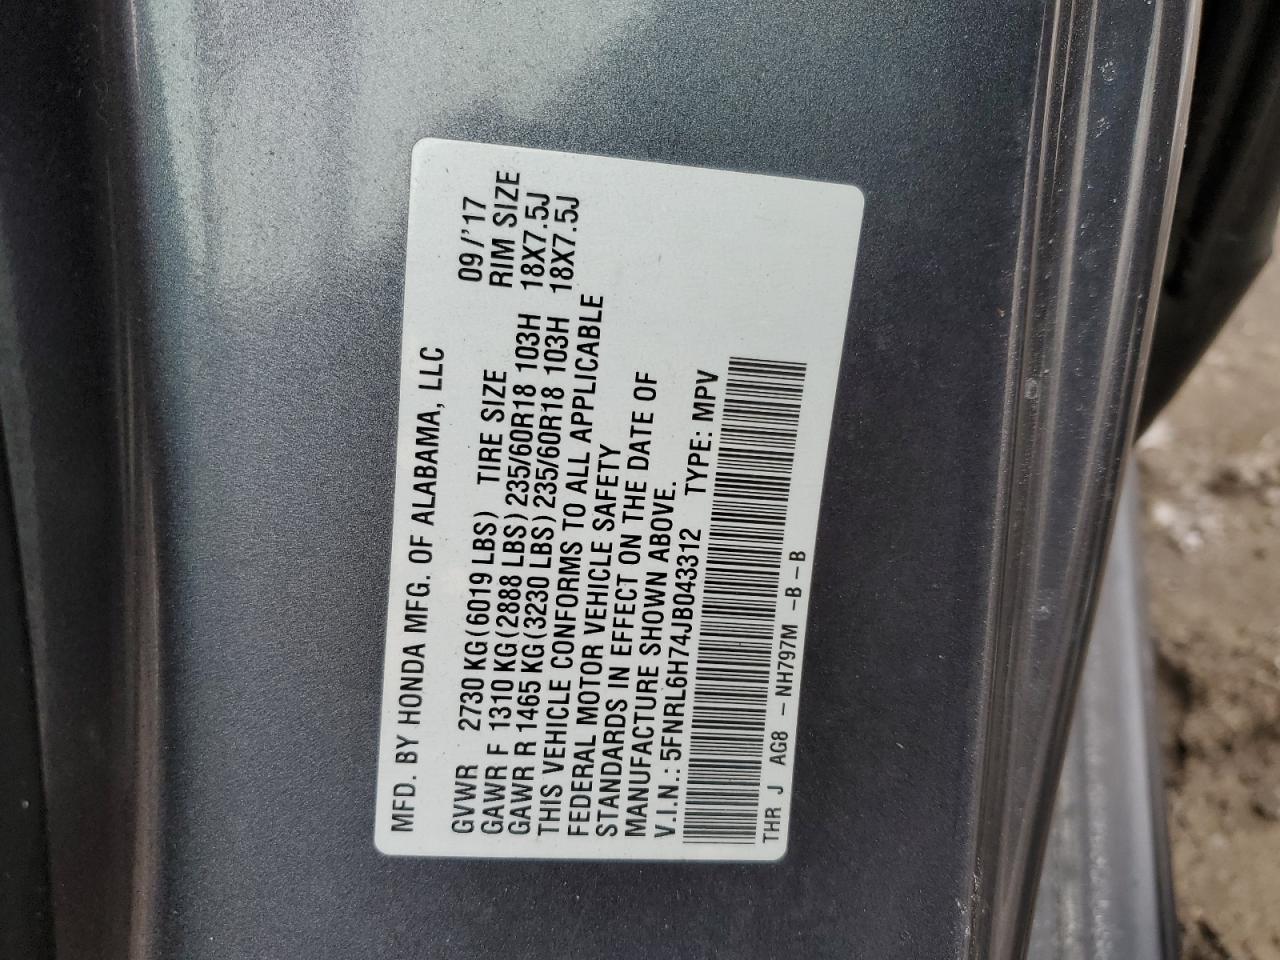 MFD. BY HONDA MFG. OF ALABAMA, LLC
GVWR 2730 KG(6019 LBS) 09/'17
TIRE SIZE RIM SIZE
GAWR F 1310 KG(2888 LBS) 235/60R18 103H 18X7.5J
GAWR R 1465 KG(3230 LBS) 235/60R18 103H 18X7.5J
THIS VEHICLE CONFORMS TO ALL APPLICABLE
FEDERAL MOTOR VEHICLE SAFETY
STANDARDS IN EFFECT ON THE DATE OF
MANUFACTURE SHOWN ABOVE.
V.I.N.: 5FNRL6H74JB043312 TYPE: MPV
THR J AG8 -NH797M -B-B